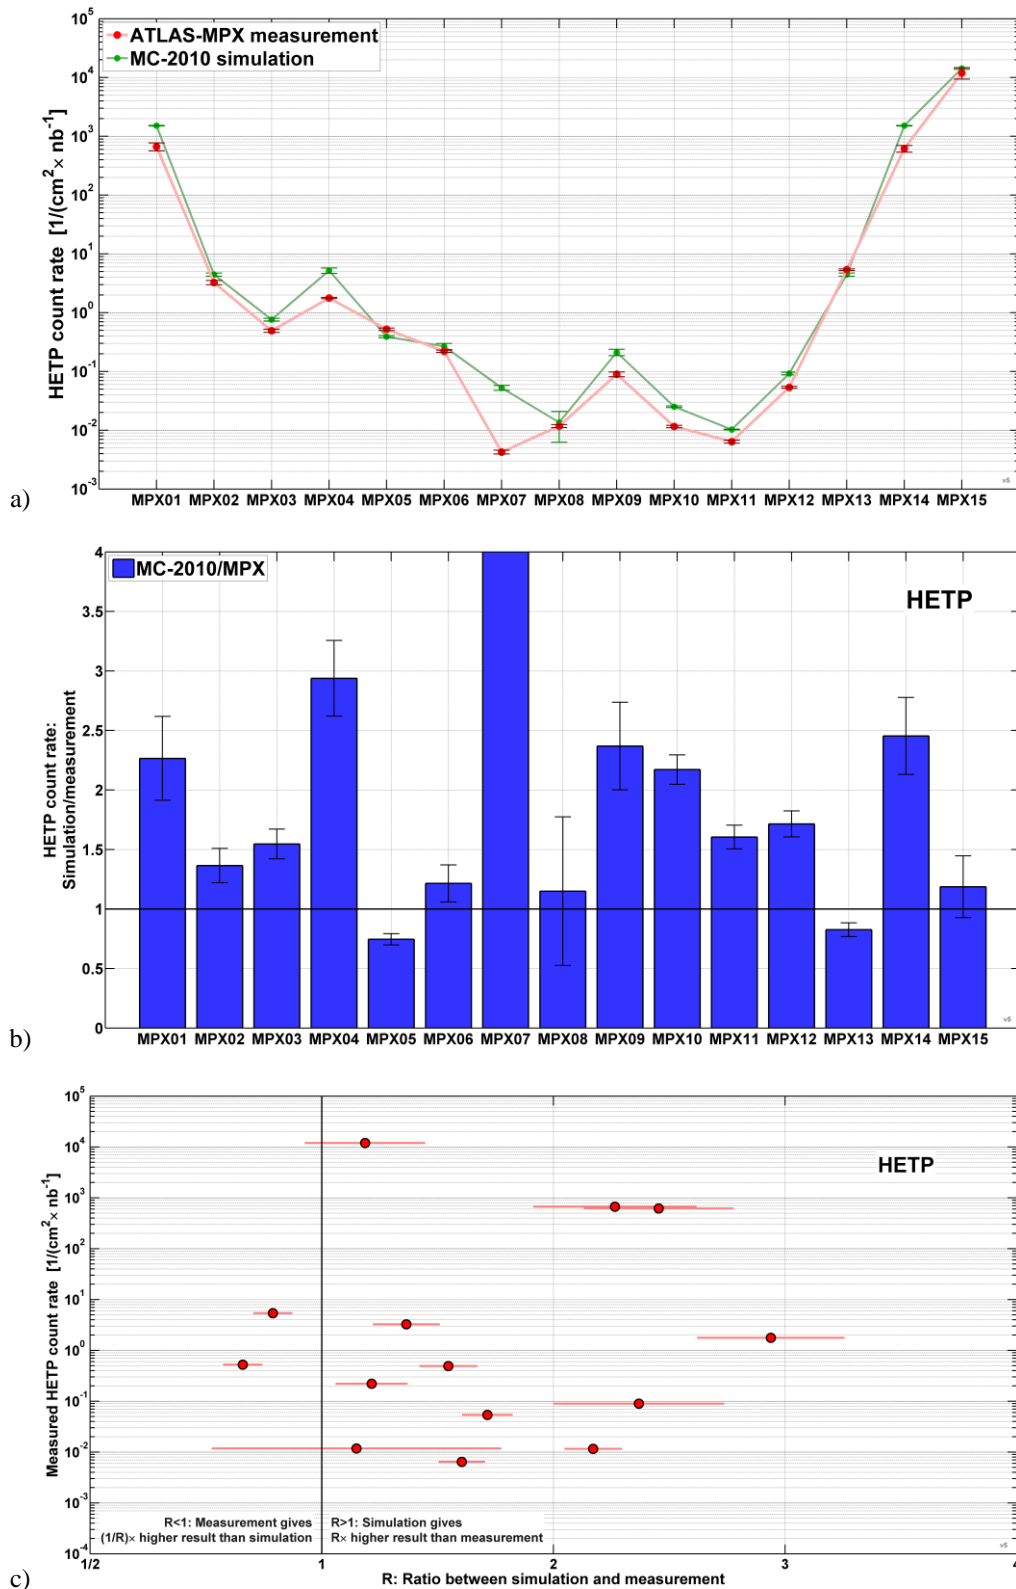 10^5
10^4
10^3
10^2
10^1
10^0
10^-1
10^-2
10^-3
HETP count rate [1/(cm^2 × nb^-1]
ATLAS-MPX measurement
MC-2010 simulation
MPX01 MPX02 MPX03 MPX04 MPX05 MPX06 MPX07 MPX08 MPX09 MPX10 MPX11 MPX12 MPX13 MPX14 MPX15
a)
4
3.5
3
2.5
2
1.5
1
0.5
0
HETP count rate:
Simulation/measurement
MC-2010/MPX
HETP
MPX01 MPX02 MPX03 MPX04 MPX05 MPX06 MPX07 MPX08 MPX09 MPX10 MPX11 MPX12 MPX13 MPX14 MPX15
b)
10^5
10^4
10^3
10^2
10^1
10^0
10^-1
10^-2
10^-3
10^-4
Measured HETP count rate [1/(cm^2 × nb^-1]
HETP
R<1: Measurement gives
(1/R)× higher result than simulation
R>1: Simulation gives
R× higher result than measurement
1/2 1 2 3 4
R: Ratio between simulation and measurement
c)